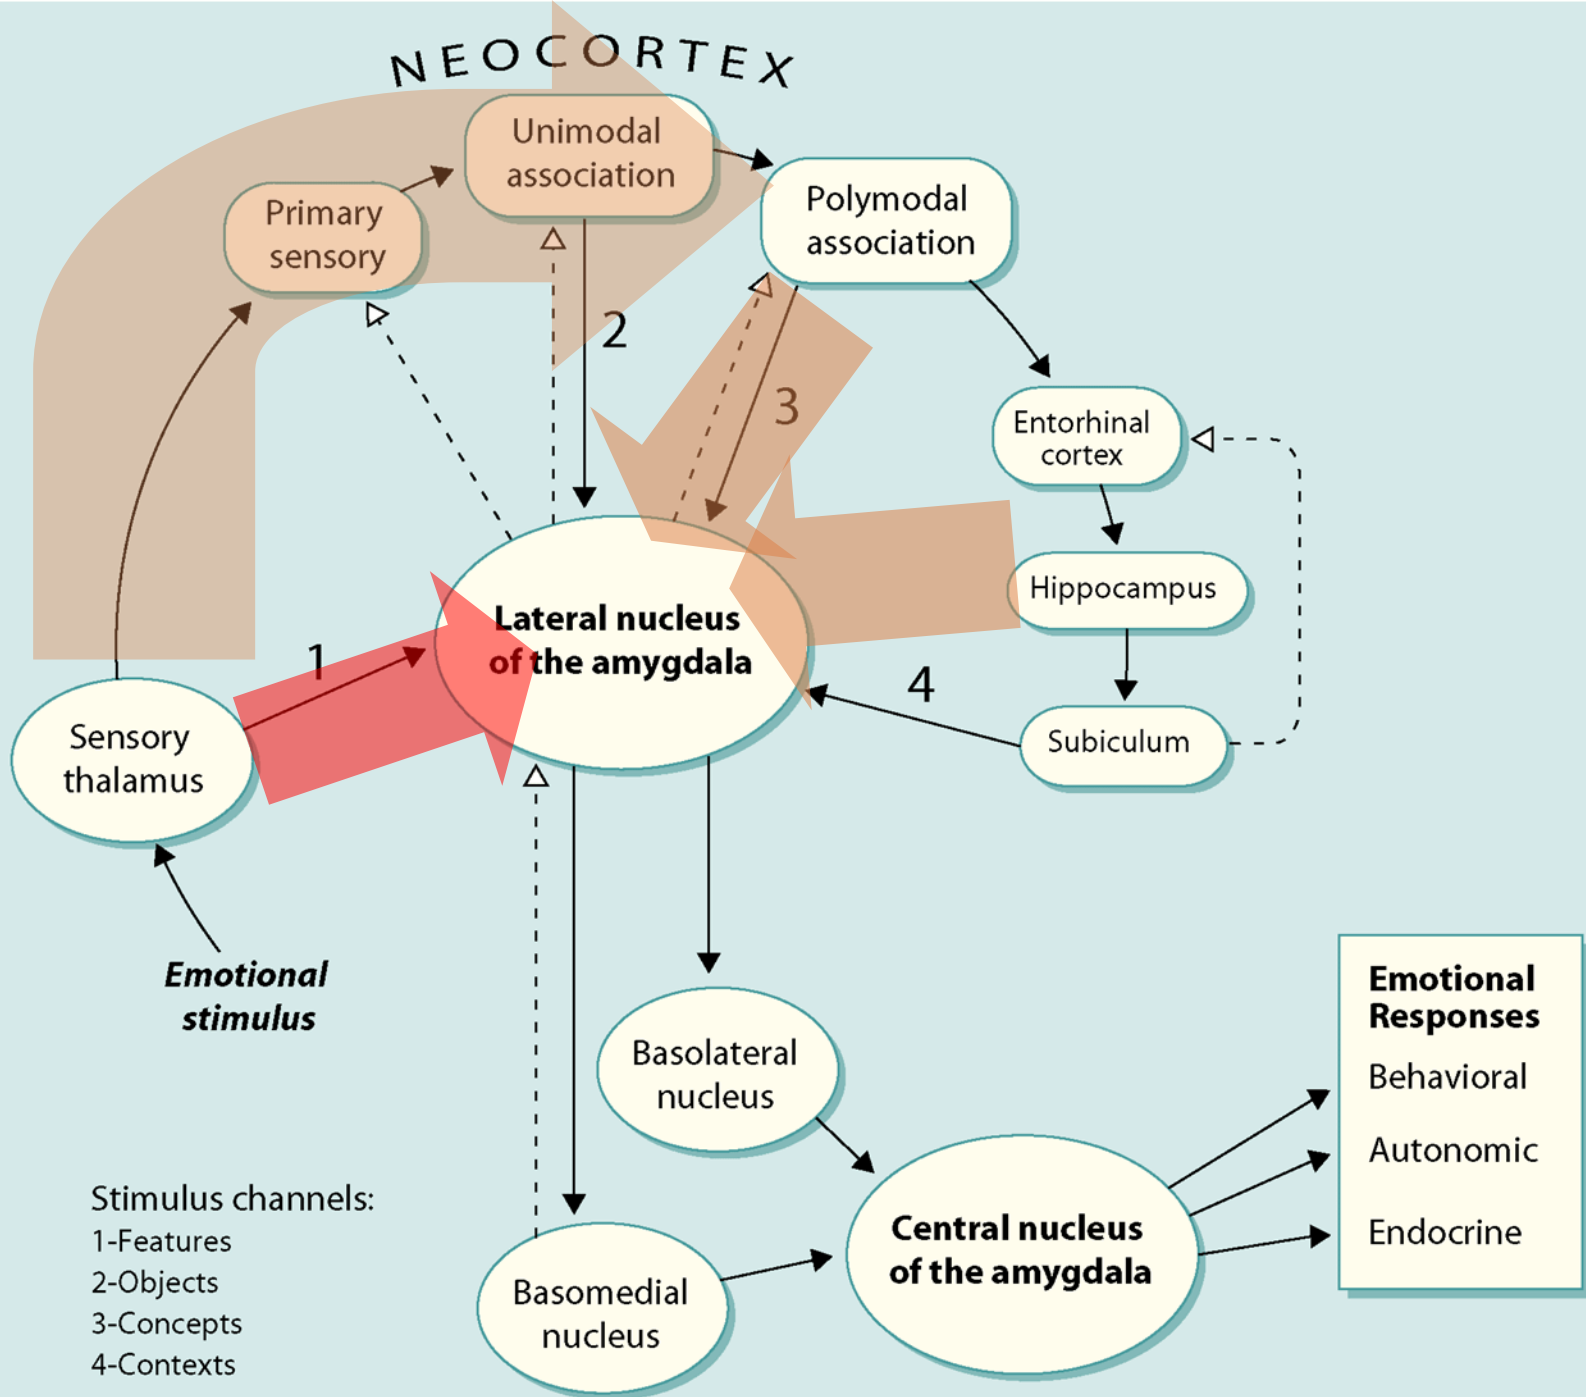 NEOCORTEX
Unimodal
association
Primary
sensory
Polymodal
association
2
3
Entorhinal
cortex
Hippocampus
Lateral nucleus
of the amygdala
1
4
Sensory
thalamus
Subiculum
Emotional
stimulus
Basolateral
nucleus
Emotional
Responses
Behavioral
Autonomic
Endocrine
Central nucleus
of the amygdala
Basomedial
nucleus
Stimulus channels:
1-Features
2-Objects
3-Concepts
4-Contexts